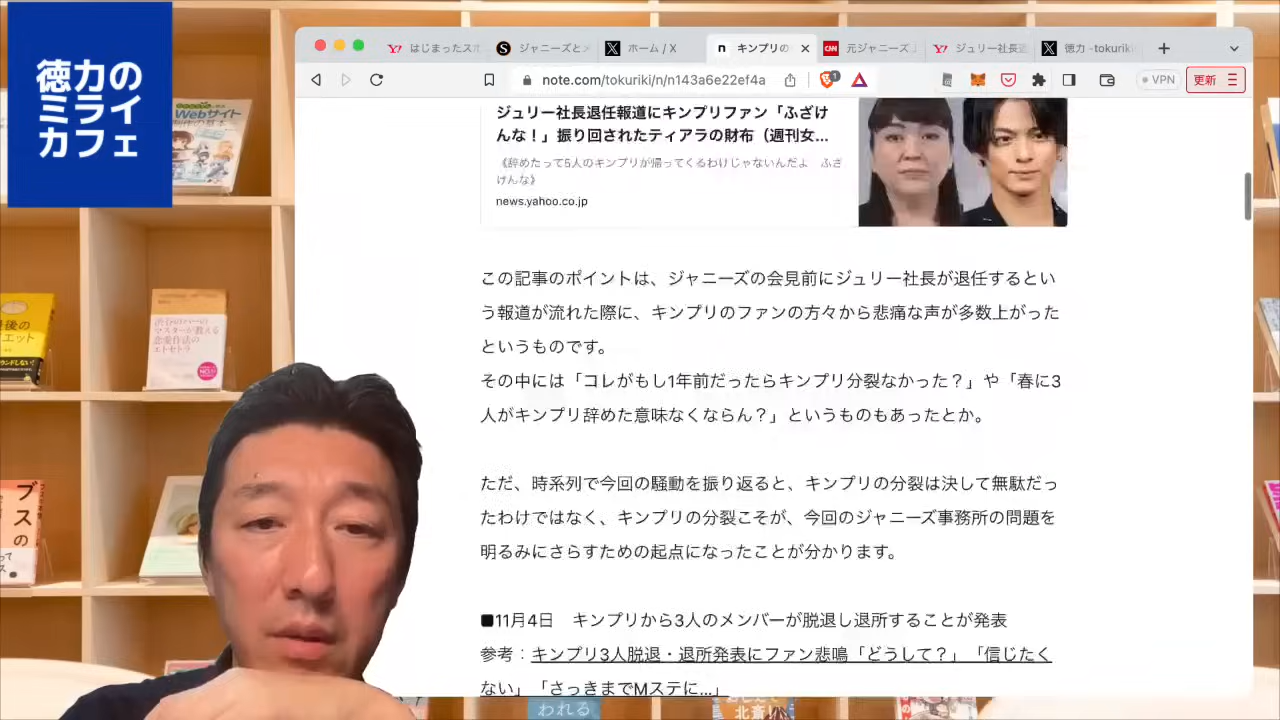 徳力の
ミライ
カフェ
はじまったスポ
ジャニーズと
ホーム / X
キンプリの
元ジャニーズ
ジュリー社長退
徳力 -tokuriki
note.com/tokuriki/n/n143a6e22ef4a
VPN
更新
ジュリー社長退任報道にキンプリファン「ふざけ
んな！」振り回されたティアラの財布（週刊女...
《辞めたって5人のキンプリが帰ってくるわけじゃないんだよ　ふざ
けんな》
news.yahoo.co.jp
この記事のポイントは、ジャニーズの会見前にジュリー社長が退任するとい
う報道が流れた際に、キンプリのファンの方々から悲痛な声が多数上がった
というものです。
その中には「コレがもし1年前だったらキンプリ分裂なかった？」や「春に3
人がキンプリ辞めた意味なくならん？」というものもあったとか。
ただ、時系列で今回の騒動を振り返ると、キンプリの分裂は決して無駄だっ
たわけではなく、キンプリの分裂こそが、今回のジャニーズ事務所の問題を
明るみにさらすための起点になったことが分かります。
■11月4日　キンプリから3人のメンバーが脱退し退所することが発表
参考：キンプリ3人脱退・退所発表にファン悲鳴「どうして？」「信じたく
ない」「さっきまでMステに…」
Webサイト
ブスの
われる